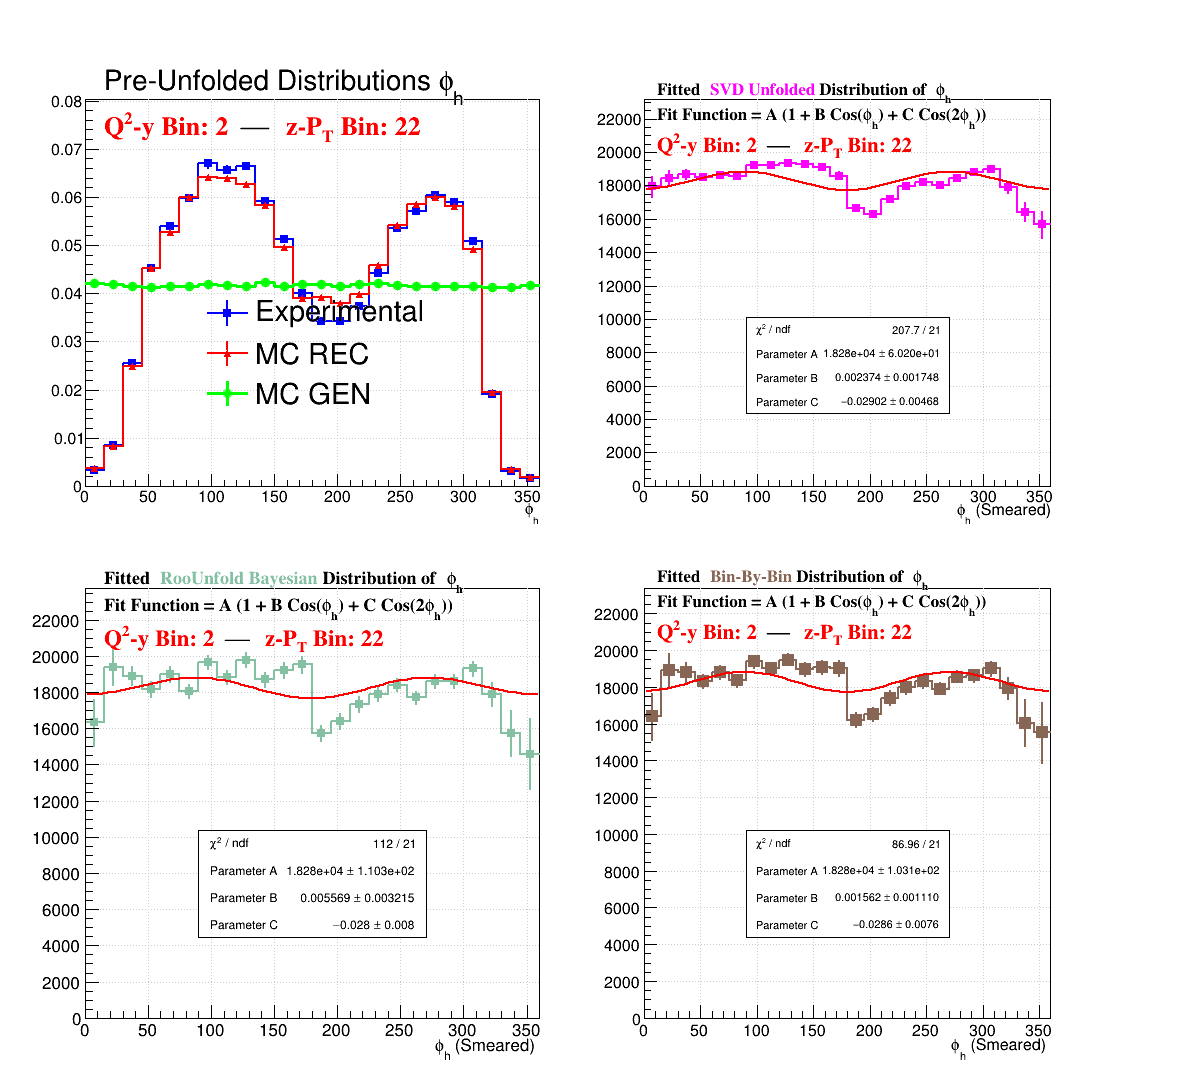 Pre-Unfolded Distributions ϕh
Q²-y Bin: 2 — z-PT Bin: 22
0.08
0.07
0.06
0.05
0.04
0.03
0.02
0.01
0
Experimental
MC REC
MC GEN
0 50 100 150 200 250 300
ϕh
Fitted SVD Unfolded Distribution of ϕh
Fit Function = A (1 + B Cos(ϕh) + C Cos(2ϕh))
Q²-y Bin: 2 — z-PT Bin: 22
22000
20000
18000
16000
14000
12000
10000
8000
6000
4000
2000
0
χ² / ndf 207.7 / 21
Parameter A 1.828e+04 ± 6.020e+01
Parameter B 0.002374 ± 0.001748
Parameter C −0.02902 ± 0.00468
0 50 100 150 200 250 300 350
ϕh (Smeared)
Fitted RooUnfold Bayesian Distribution of ϕh
Fit Function = A (1 + B Cos(ϕh) + C Cos(2ϕh))
Q²-y Bin: 2 — z-PT Bin: 22
22000
20000
18000
16000
14000
12000
10000
8000
6000
4000
2000
0
χ² / ndf 112 / 21
Parameter A 1.828e+04 ± 1.103e+02
Parameter B 0.005569 ± 0.003215
Parameter C −0.028 ± 0.008
0 50 100 150 200 250 300 350
ϕh (Smeared)
Fitted Bin-By-Bin Distribution of ϕh
Fit Function = A (1 + B Cos(ϕh) + C Cos(2ϕh))
Q²-y Bin: 2 — z-PT Bin: 22
22000
20000
18000
16000
14000
12000
10000
8000
6000
4000
2000
0
χ² / ndf 86.96 / 21
Parameter A 1.828e+04 ± 1.031e+02
Parameter B 0.001562 ± 0.001110
Parameter C −0.0286 ± 0.0076
0 50 100 150 200 250 300 350
ϕh (Smeared)